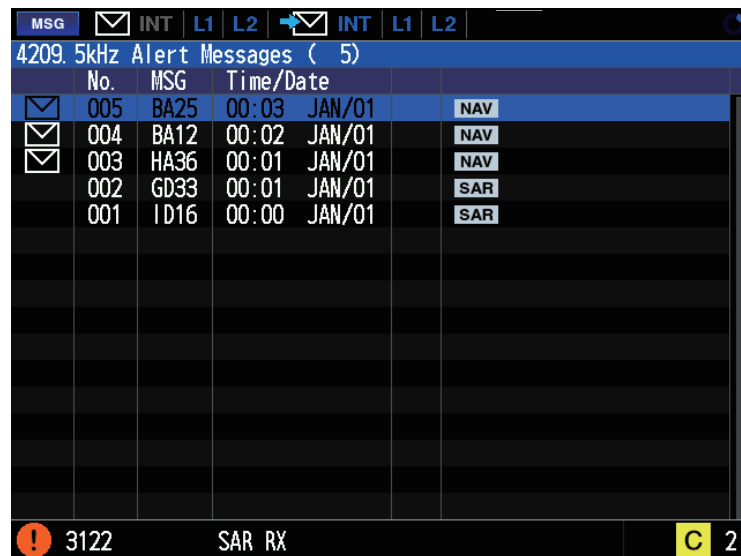 MSG INT L1 L2 INT L1 L2
4209.5kHz Alert Messages ( 5)
No. MSG Time/Date
005 BA25 00:03 JAN/01 NAV
004 BA12 00:02 JAN/01 NAV
003 HA36 00:01 JAN/01 NAV
002 GD33 00:01 JAN/01 SAR
001 ID16 00:00 JAN/01 SAR
! 3122 SAR RX C 2